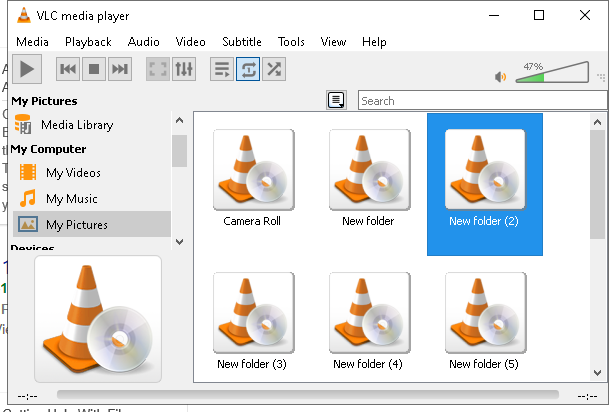 VLC media player
Media Playback Audio Video Subtitle Tools View Help
47%
My Pictures
Search
Media Library
My Computer
My Videos
My Music
My Pictures
Devices
Camera Roll
New folder
New folder (2)
New folder (3)
New folder (4)
New folder (5)
--:--
--:--